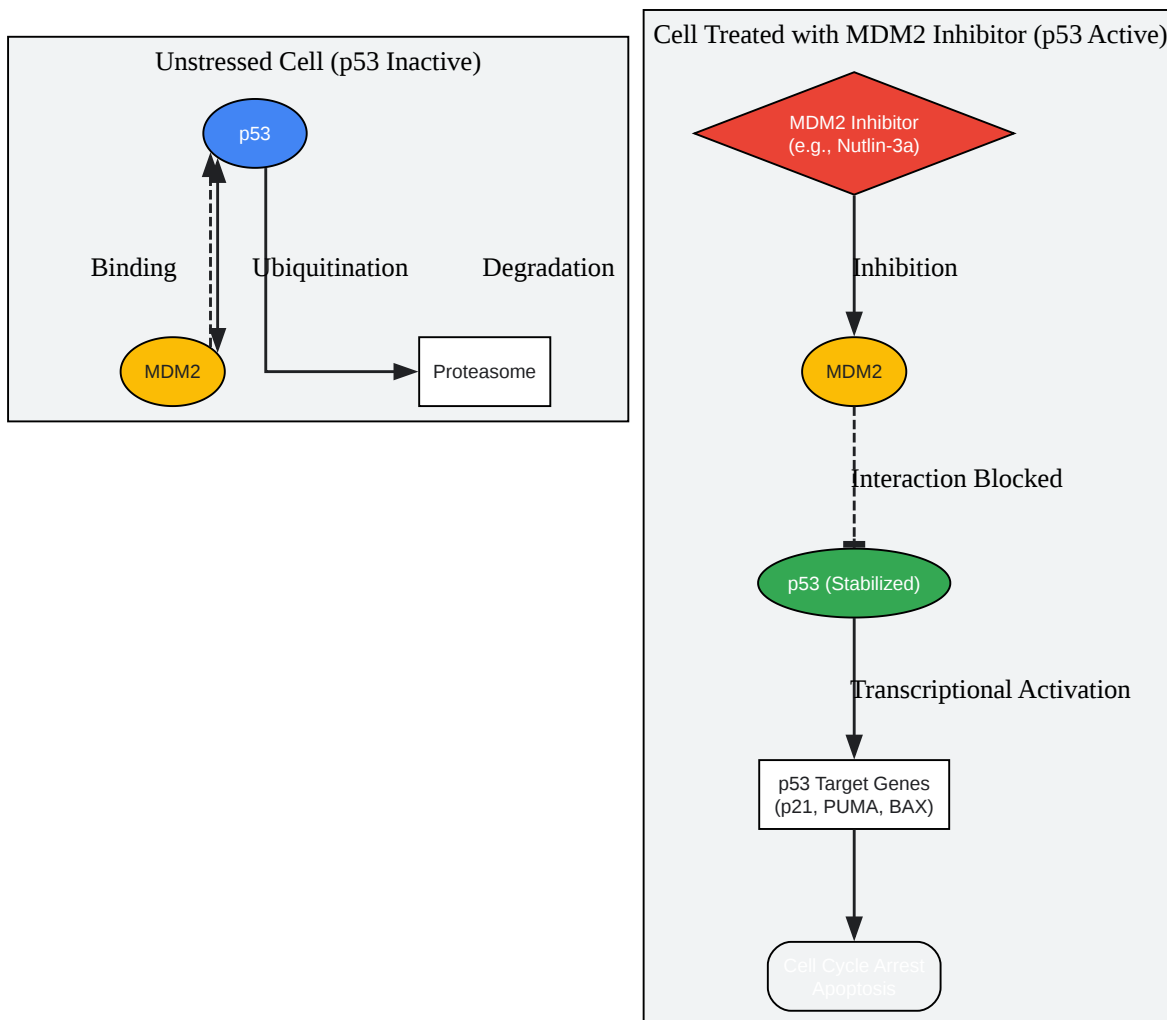 Unstressed Cell (p53 Inactive)
p53
Binding
Ubiquitination
Degradation
MDM2
Proteasome
Cell Treated with MDM2 Inhibitor (p53 Active)
MDM2 Inhibitor
(e.g., Nutlin-3a)
Inhibition
MDM2
Interaction Blocked
p53 (Stabilized)
Transcriptional Activation
p53 Target Genes
(p21, PUMA, BAX)
Cell Cycle Arrest
Apoptosis